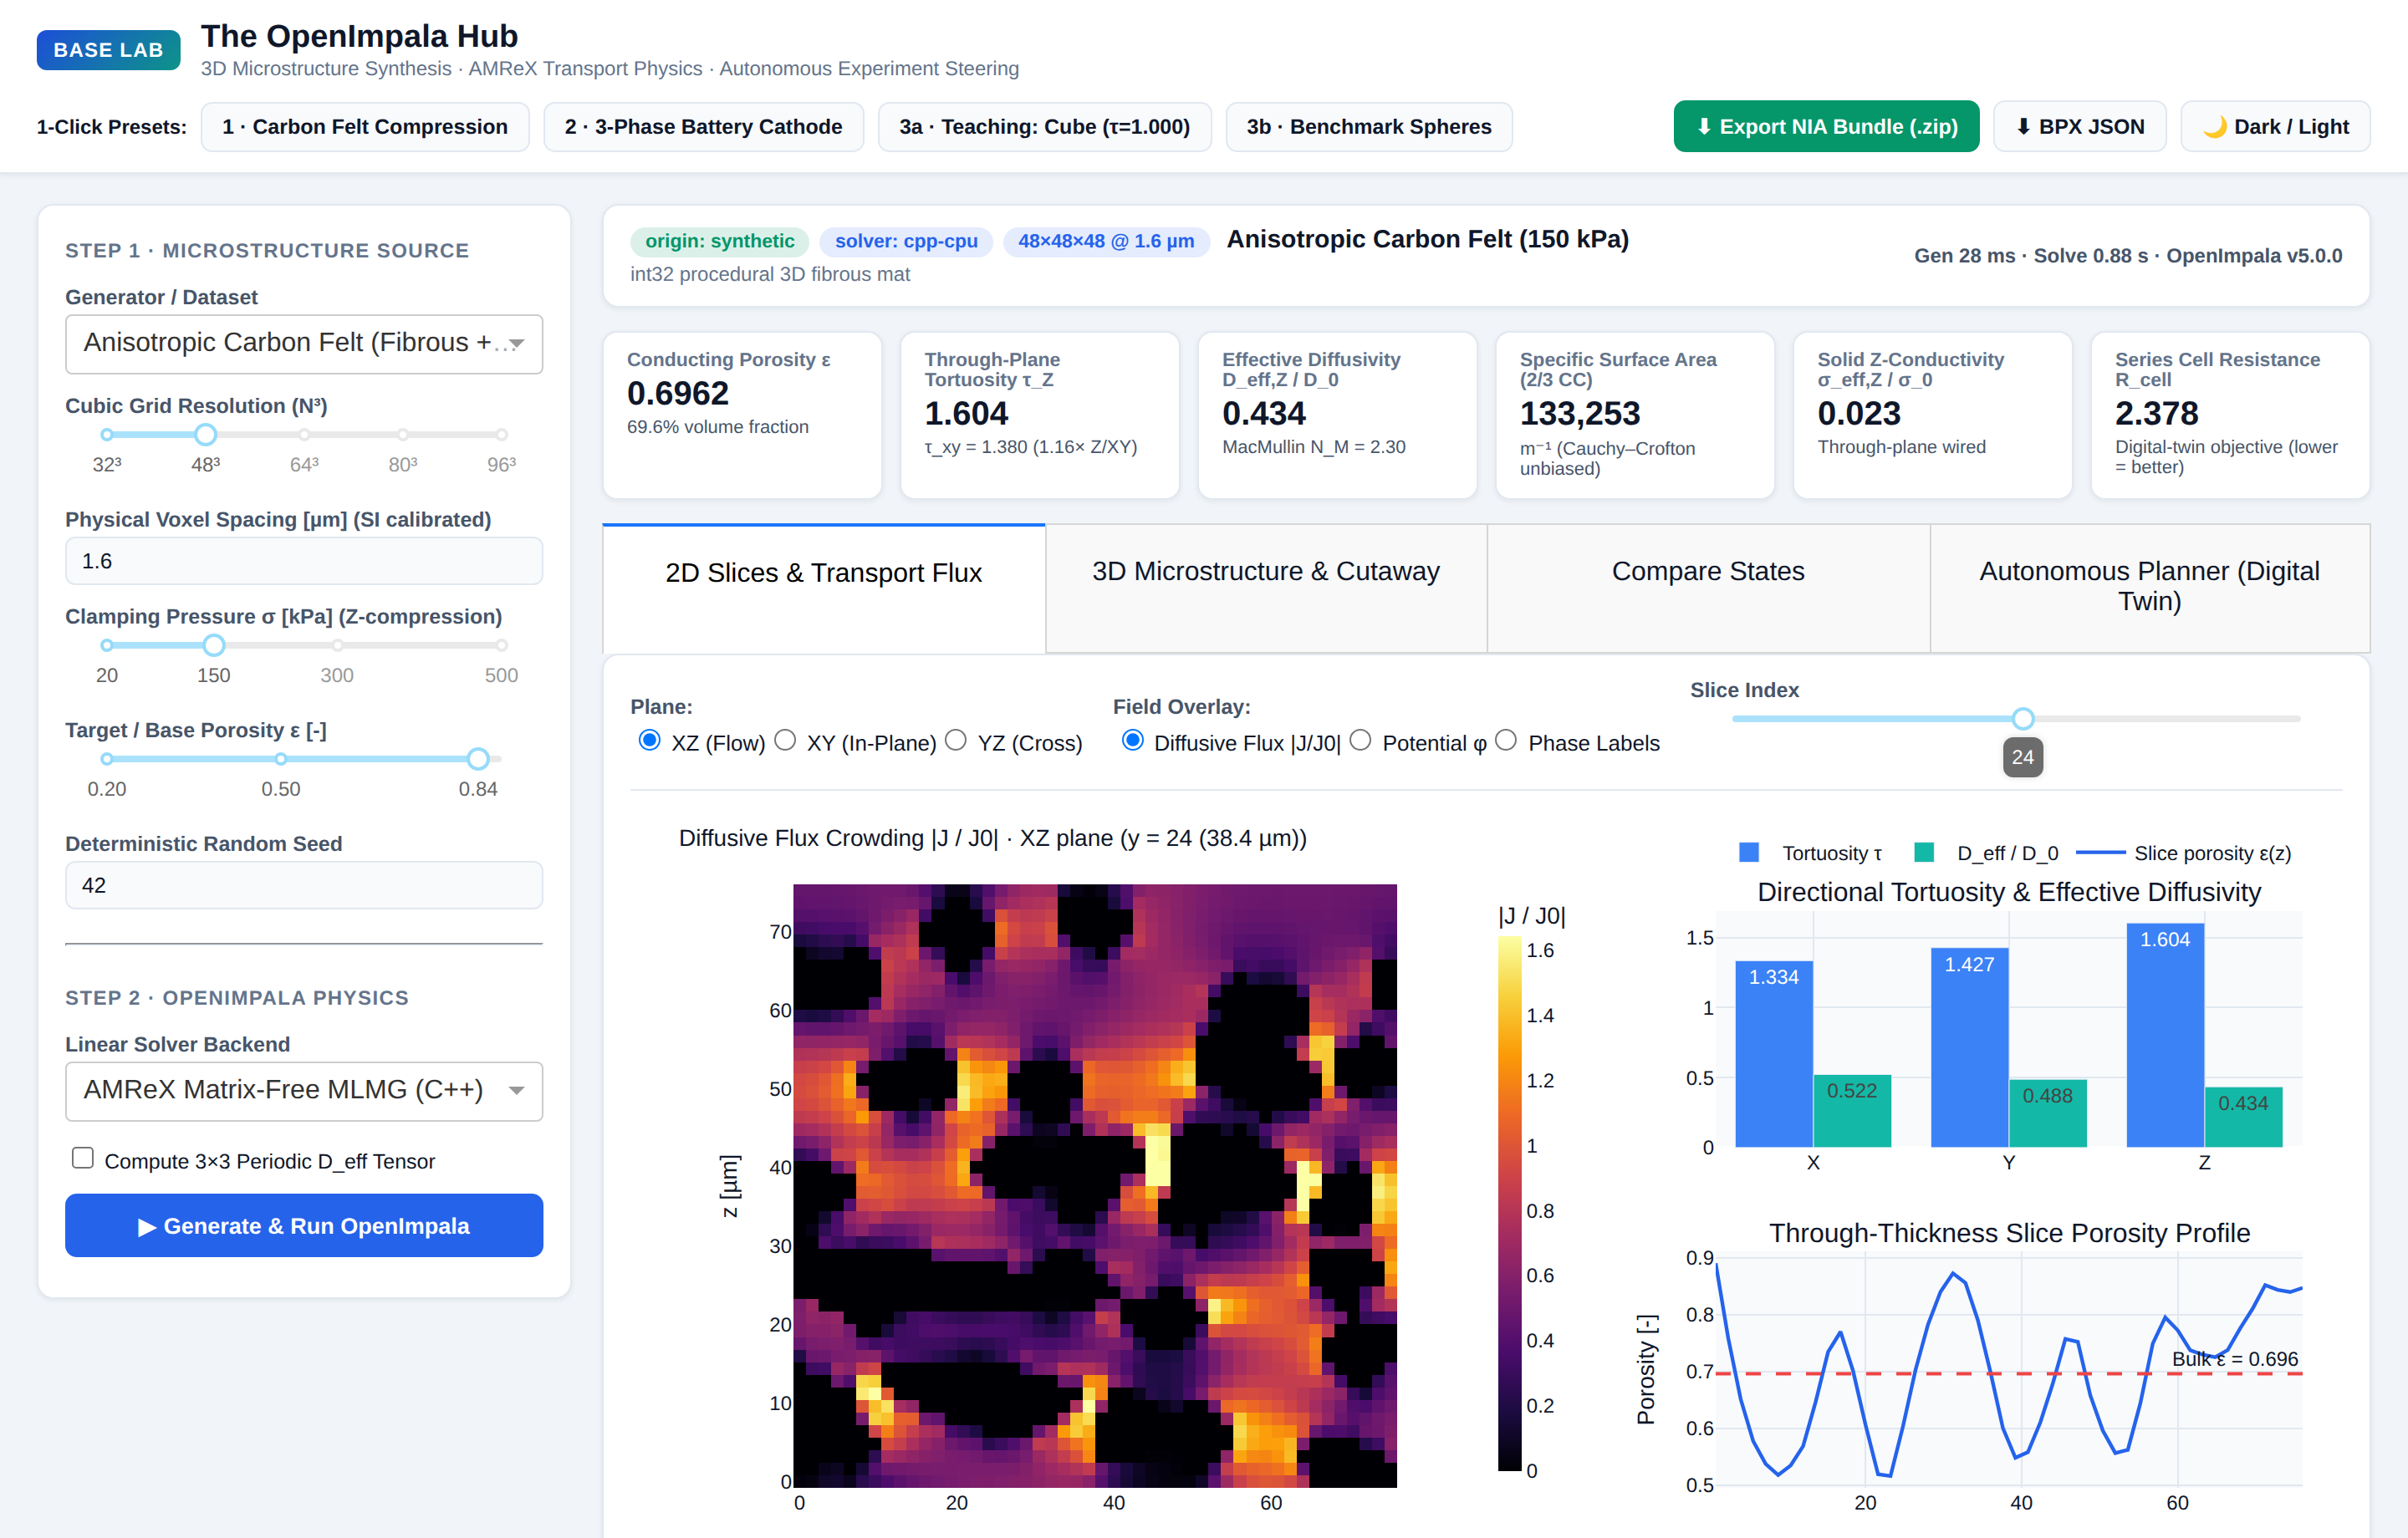 BASE LAB
The OpenImpala Hub
3D Microstructure Synthesis · AMReX Transport Physics · Autonomous Experiment Steering
1-Click Presets:
1 · Carbon Felt Compression
2 · 3-Phase Battery Cathode
3a · Teaching: Cube (τ=1.000)
3b · Benchmark Spheres
⬇ Export NIA Bundle (.zip)
⬇ BPX JSON
🌙 Dark / Light
STEP 1 · MICROSTRUCTURE SOURCE
Generator / Dataset
Anisotropic Carbon Felt (Fibrous +…
Cubic Grid Resolution (N³)
32³ 48³ 64³ 80³ 96³
Physical Voxel Spacing [µm] (SI calibrated)
1.6
Clamping Pressure σ [kPa] (Z-compression)
20 150 300 500
Target / Base Porosity ε [-]
0.20 0.50 0.84
Deterministic Random Seed
42
STEP 2 · OPENIMPALA PHYSICS
Linear Solver Backend
AMReX Matrix-Free MLMG (C++)
Compute 3×3 Periodic D_eff Tensor
▶ Generate & Run OpenImpala
origin: synthetic
solver: cpp-cpu
48×48×48 @ 1.6 µm
Anisotropic Carbon Felt (150 kPa)
int32 procedural 3D fibrous mat
Gen 28 ms · Solve 0.88 s · OpenImpala v5.0.0
Conducting Porosity ε
0.6962
69.6% volume fraction
Through-Plane
Tortuosity τ_Z
1.604
τ_xy = 1.380 (1.16× Z/XY)
Effective Diffusivity
D_eff,Z / D_0
0.434
MacMullin N_M = 2.30
Specific Surface Area
(2/3 CC)
133,253
m⁻¹ (Cauchy–Crofton
unbiased)
Solid Z-Conductivity
σ_eff,Z / σ_0
0.023
Through-plane wired
Series Cell Resistance
R_cell
2.378
Digital-twin objective (lower
= better)
2D Slices & Transport Flux
3D Microstructure & Cutaway
Compare States
Autonomous Planner (Digital
Twin)
Plane:
XZ (Flow) XY (In-Plane) YZ (Cross)
Field Overlay:
Diffusive Flux |J/J0| Potential φ Phase Labels
Slice Index
24
Diffusive Flux Crowding |J / J0| · XZ plane (y = 24 (38.4 µm))
z [µm]
70
60
50
40
30
20
10
0
0 20 40 60
|J / J0|
1.6
1.4
1.2
1
0.8
0.6
0.4
0.2
0
Tortuosity τ D_eff / D_0 Slice porosity ε(z)
Directional Tortuosity & Effective Diffusivity
1.5
1
0.5
0
1.334
0.522
1.427
0.488
1.604
0.434
X Y Z
Through-Thickness Slice Porosity Profile
Porosity [-]
0.9
0.8
0.7
0.6
0.5
Bulk ε = 0.696
20 40 60